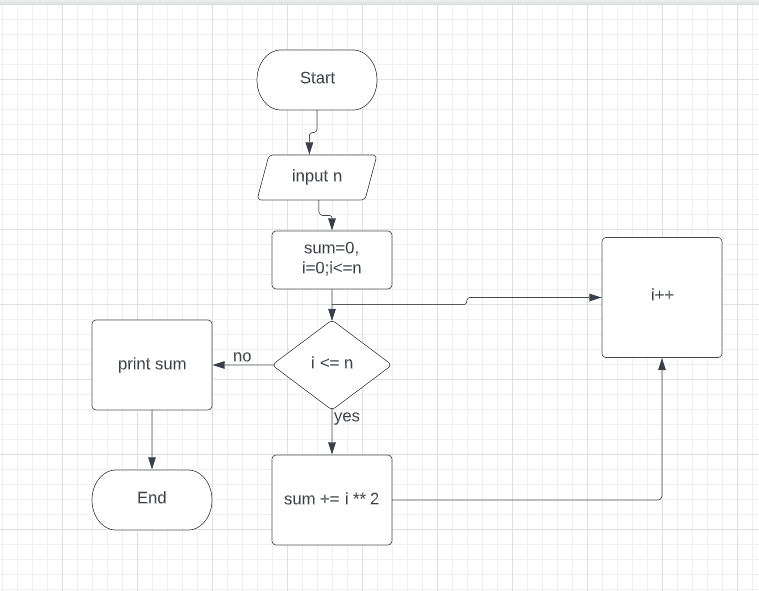 Start
input n
sum=0,
i=0;i<=n
i++
i <= n
no
print sum
yes
sum += i ** 2
End